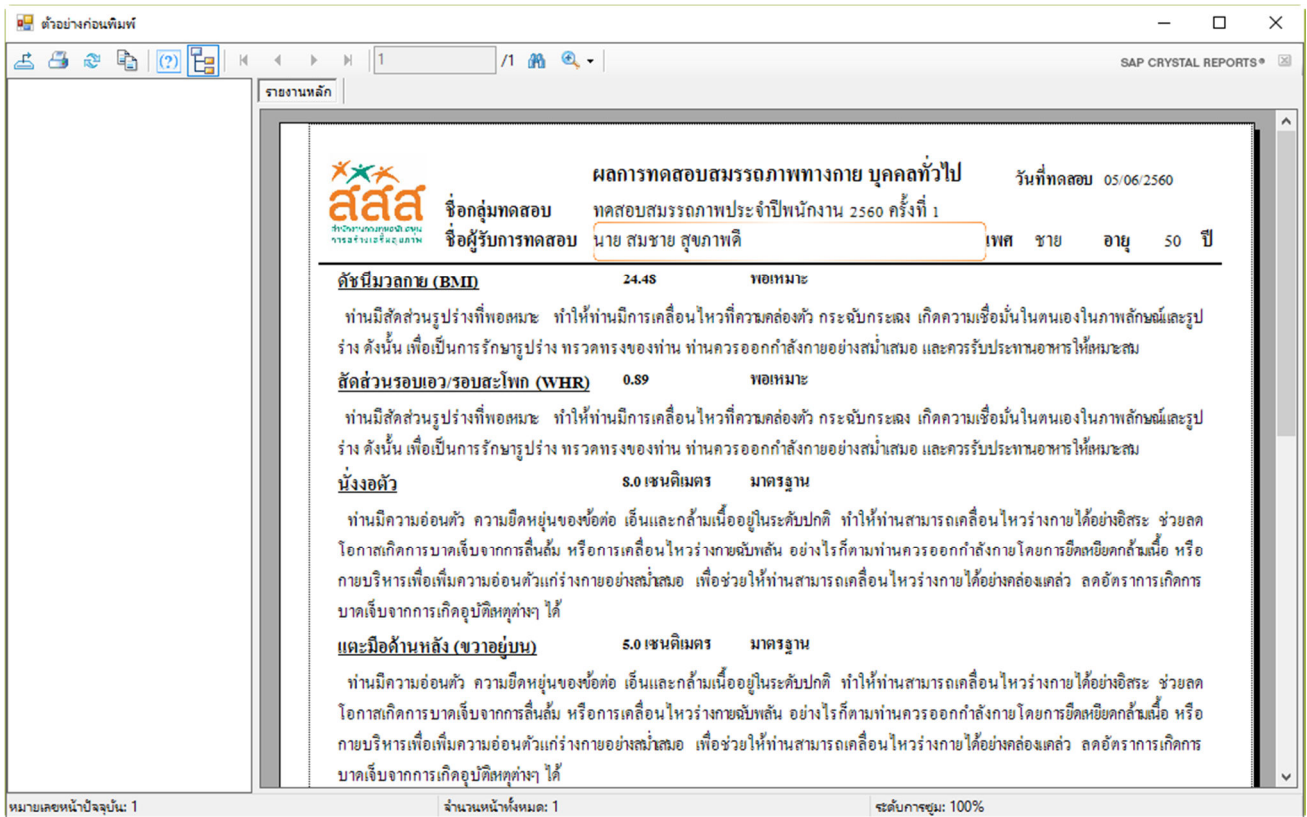 ตัวอย่างก่อนพิมพ์
1 /1 SAP CRYSTAL REPORTS®
รายงานหลัก
ผลการทดสอบสมรรถภาพทางกาย บุคคลทั่วไป วันที่ทดสอบ 05/06/2560
สสส
สำนักงานกองทุนสนับสนุน
การสร้างเสริมสุขภาพ
ชื่อกลุ่มทดสอบ ทดสอบสมรรถภาพประจำปีพนักงาน 2560 ครั้งที่ 1
ชื่อผู้รับการทดสอบ นาย สมชาย สุขภาพดี เพศ ชาย อายุ 50 ปี
ดัชนีมวลกาย (BMI) 24.48 พอเหมาะ
ท่านมีสัดส่วนรูปร่างที่พอเหมาะ ทำให้ท่านมีการเคลื่อนไหวที่ความคล่องตัว กระฉับกระเฉง เกิดความเชื่อมั่นในตนเองในภาพลักษณ์และรูป
ร่าง ดังนั้น เพื่อเป็นการรักษารูปร่าง ทรวดทรงของท่าน ท่านควรออกกำลังกายอย่างสม่ำเสมอ และควรรับประทานอาหารให้เหมาะสม
สัดส่วนรอบเอว/รอบสะโพก (WHR) 0.89 พอเหมาะ
ท่านมีสัดส่วนรูปร่างที่พอเหมาะ ทำให้ท่านมีการเคลื่อนไหวที่ความคล่องตัว กระฉับกระเฉง เกิดความเชื่อมั่นในตนเองในภาพลักษณ์และรูป
ร่าง ดังนั้น เพื่อเป็นการรักษารูปร่าง ทรวดทรงของท่าน ท่านควรออกกำลังกายอย่างสม่ำเสมอ และควรรับประทานอาหารให้เหมาะสม
นั่งงอตัว 8.0 เซนติเมตร มาตรฐาน
ท่านมีความอ่อนตัว ความยืดหยุ่นของข้อต่อ เอ็นและกล้ามเนื้ออยู่ในระดับปกติ ทำให้ท่านสามารถเคลื่อนไหวร่างกายได้อย่างอิสระ ช่วยลด
โอกาสเกิดการบาดเจ็บจากการลื่นล้ม หรือการเคลื่อนไหวร่างกายฉับพลัน อย่างไรก็ตามท่านควรออกกำลังกายโดยการยืดเหยียดกล้ามเนื้อ หรือ
กายบริหารเพื่อเพิ่มความอ่อนตัวแก่ร่างกายอย่างสม่ำเสมอ เพื่อช่วยให้ท่านสามารถเคลื่อนไหวร่างกายได้อย่างคล่องแคล่ว ลดอัตราการเกิดการ
บาดเจ็บจากการเกิดอุบัติเหตุต่างๆ ได้
แตะมือด้านหลัง (ขวาอยู่บน) 5.0 เซนติเมตร มาตรฐาน
ท่านมีความอ่อนตัว ความยืดหยุ่นของข้อต่อ เอ็นและกล้ามเนื้ออยู่ในระดับปกติ ทำให้ท่านสามารถเคลื่อนไหวร่างกายได้อย่างอิสระ ช่วยลด
โอกาสเกิดการบาดเจ็บจากการลื่นล้ม หรือการเคลื่อนไหวร่างกายฉับพลัน อย่างไรก็ตามท่านควรออกกำลังกายโดยการยืดเหยียดกล้ามเนื้อ หรือ
กายบริหารเพื่อเพิ่มความอ่อนตัวแก่ร่างกายอย่างสม่ำเสมอ เพื่อช่วยให้ท่านสามารถเคลื่อนไหวร่างกายได้อย่างคล่องแคล่ว ลดอัตราการเกิดการ
บาดเจ็บจากการเกิดอุบัติเหตุต่างๆ ได้
หมายเลขหน้าปัจจุบัน: 1 จำนวนหน้าทั้งหมด: 1 ระดับการซูม: 100%